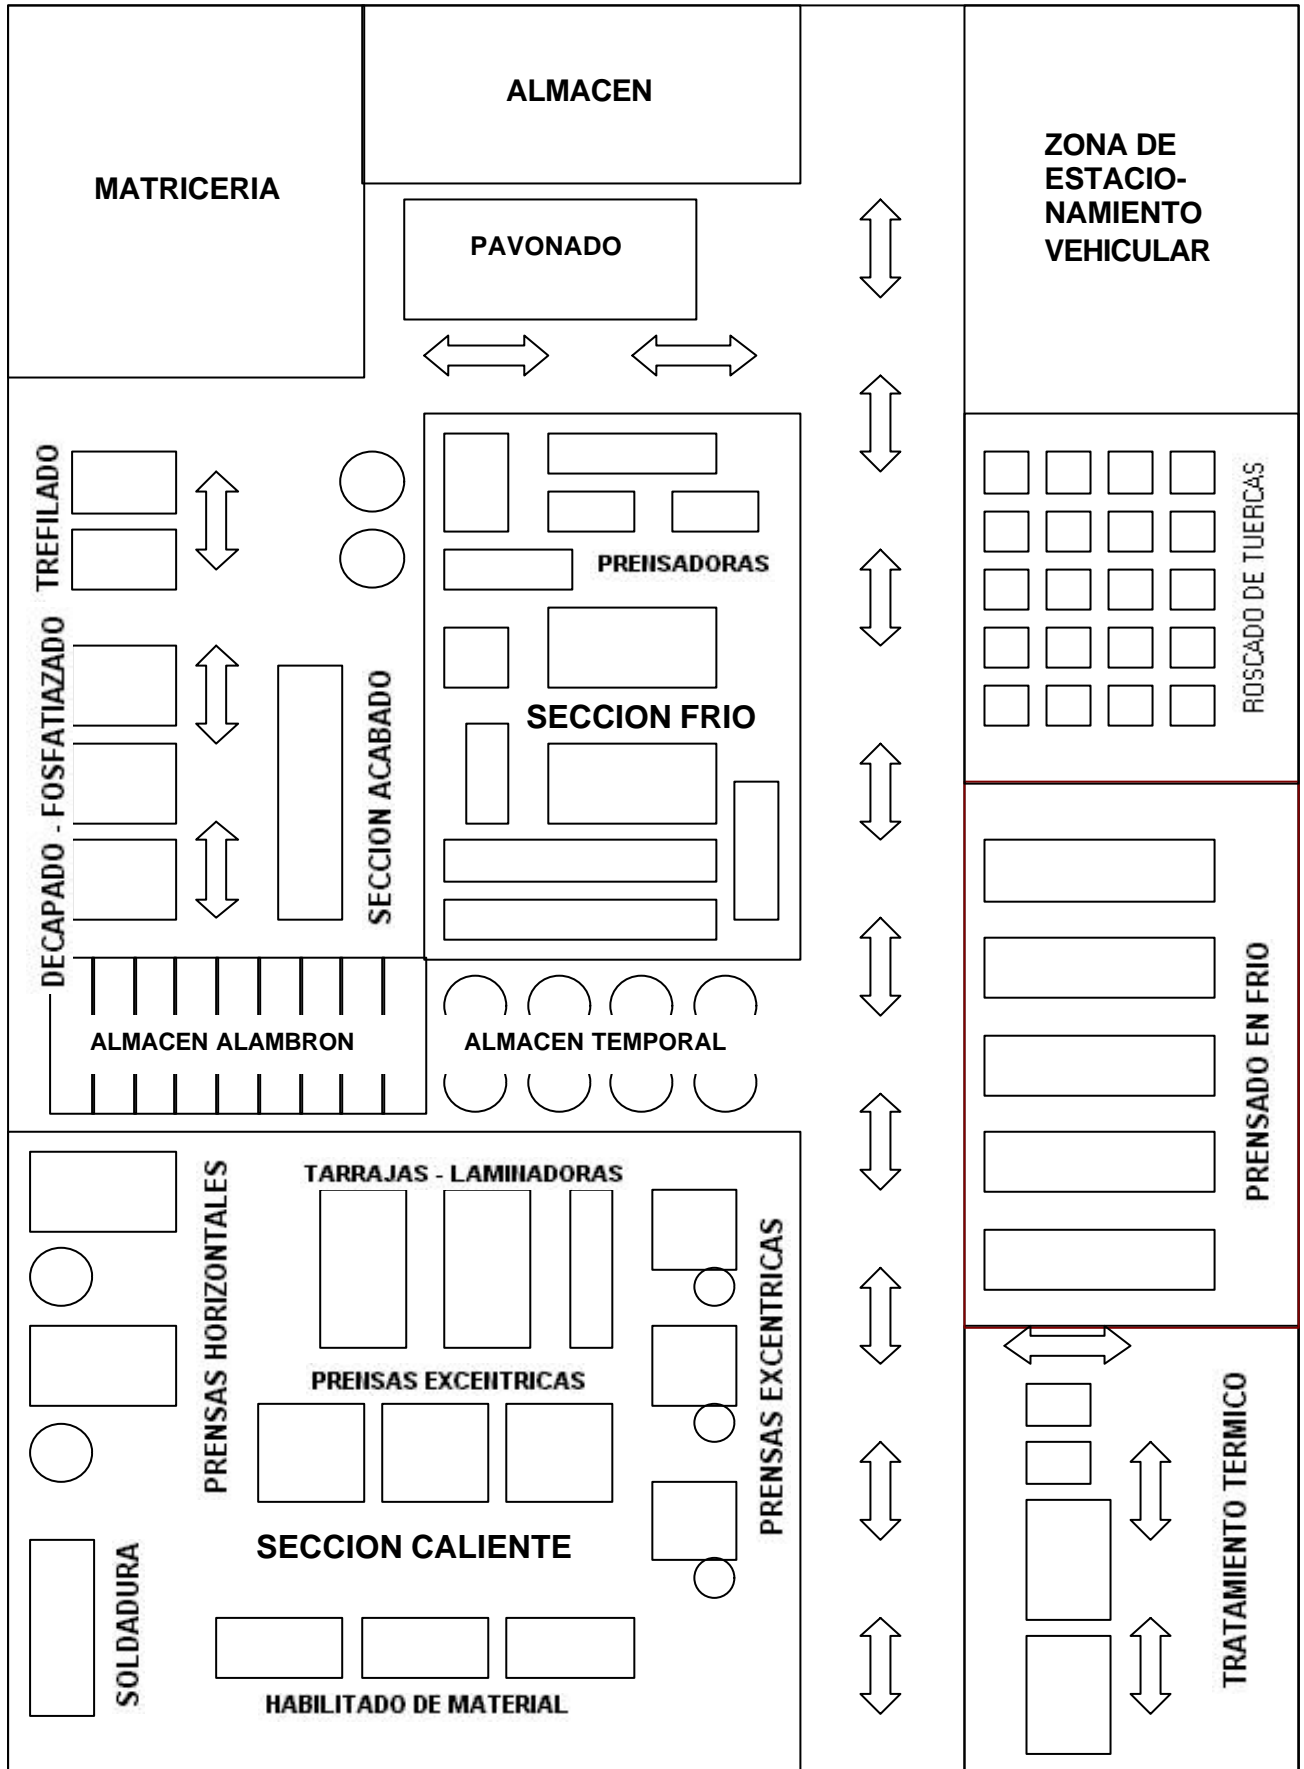 ALMACEN
MATRICERIA
PAVONADO
ZONA DE
ESTACIO-
NAMIENTO
VEHICULAR
TREFILADO
DECAPADO - FOSFATIAZADO
SECCION ACABADO
PRENSADORAS
SECCION FRIO
ROSCADO DE TUERCAS
ALMACEN ALAMBRON
ALMACEN TEMPORAL
PRENSADO EN FRIO
PRENSAS HORIZONTALES
TARRAJAS - LAMINADORAS
PRENSAS EXCENTRICAS
PRENSAS EXCENTRICAS
SECCION CALIENTE
SOLDADURA
HABILITADO DE MATERIAL
TRATAMIENTO TERMICO